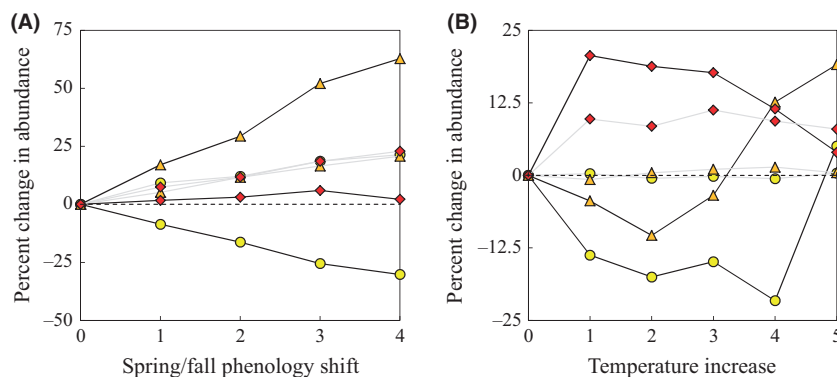 (A)
Percent change in abundance
75
50
25
0
−25
−50
0 1 2 3 4
Spring/fall phenology shift
(B)
Percent change in abundance
25
12.5
0
−12.5
−25
0 1 2 3 4 5
Temperature increase